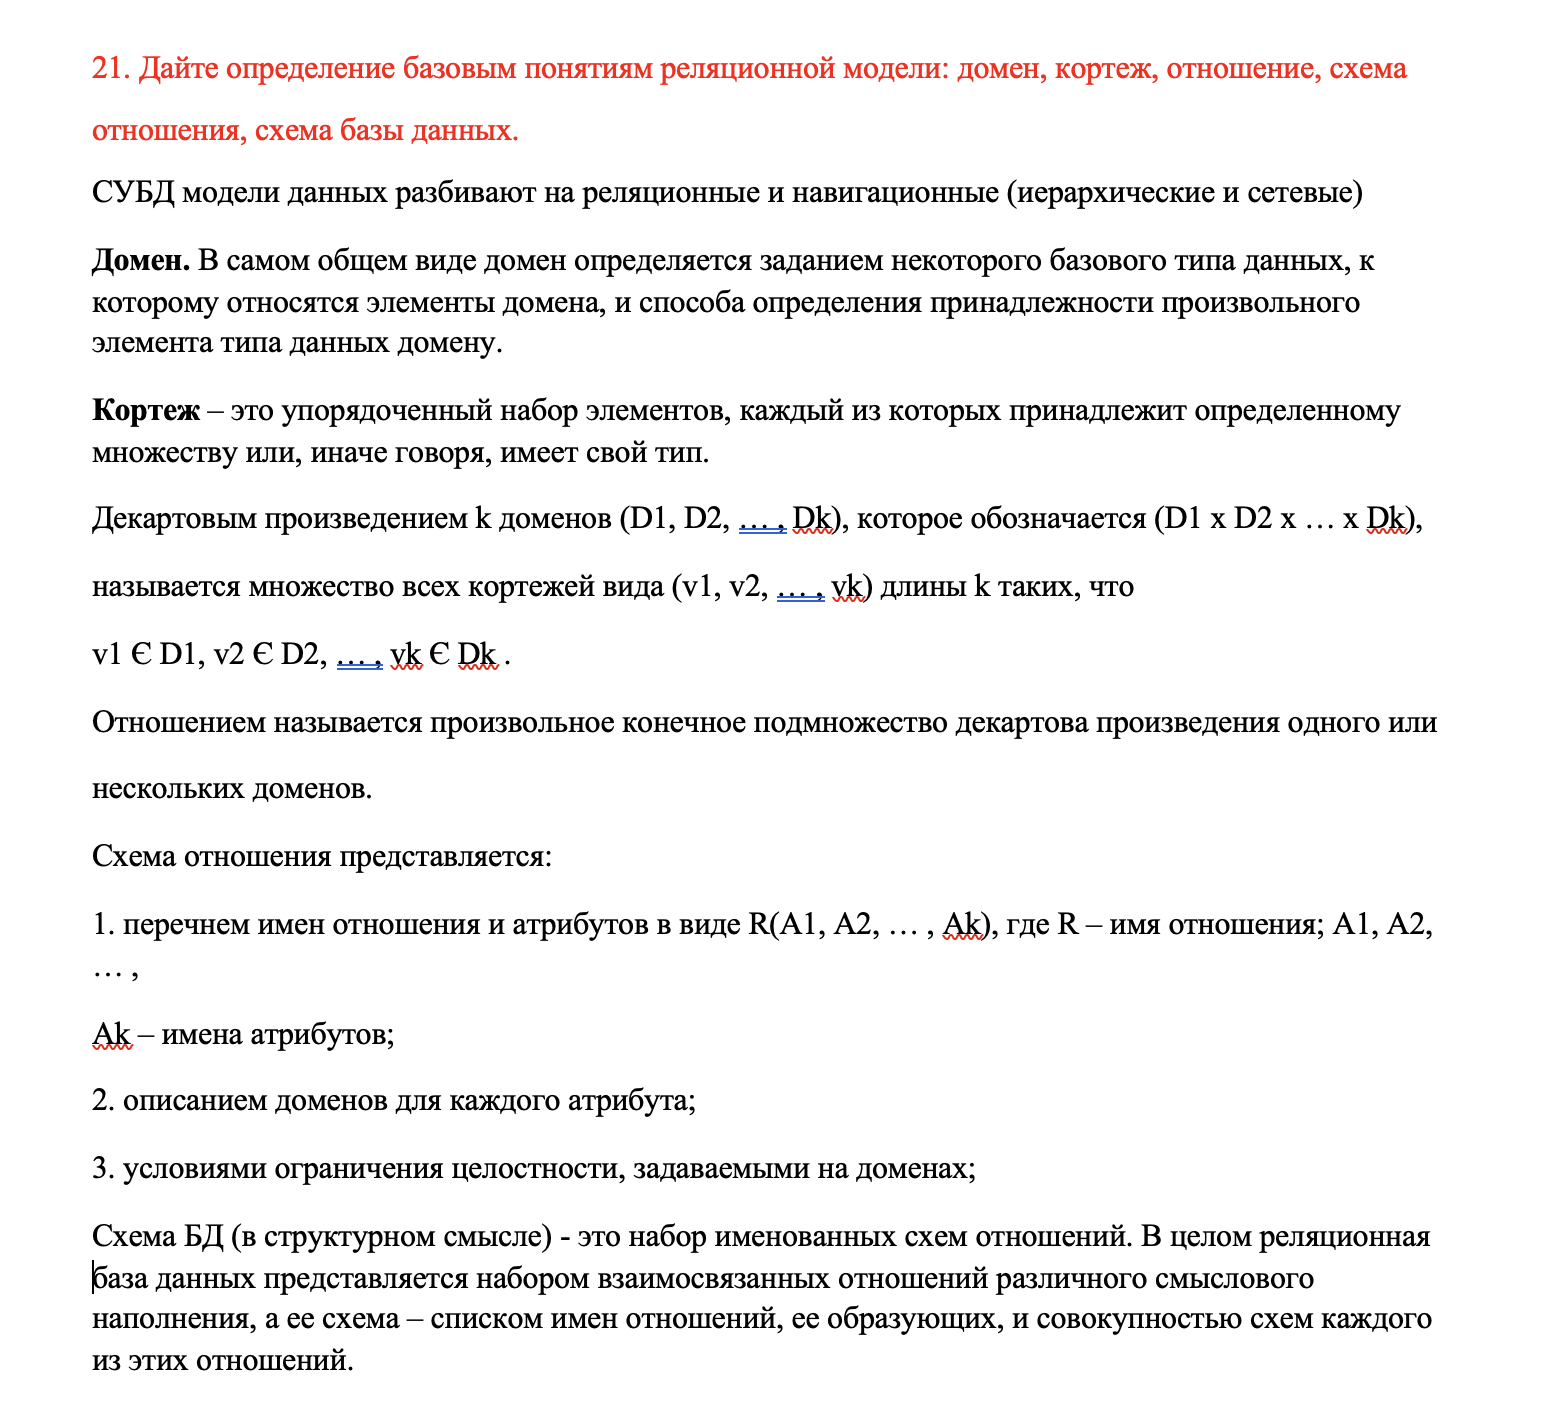 21. Дайте определение базовым понятиям реляционной модели: домен, кортеж, отношение, схема
отношения, схема базы данных.
СУБД модели данных разбивают на реляционные и навигационные (иерархические и сетевые)
Домен. В самом общем виде домен определяется заданием некоторого базового типа данных, к
которому относятся элементы домена, и способа определения принадлежности произвольного
элемента типа данных домену.
Кортеж – это упорядоченный набор элементов, каждый из которых принадлежит определенному
множеству или, иначе говоря, имеет свой тип.
Декартовым произведением k доменов (D1, D2, … , Dk), которое обозначается (D1 x D2 x … x Dk),
называется множество всех кортежей вида (v1, v2, … , vk) длины k таких, что
v1 Є D1, v2 Є D2, … , vk Є Dk .
Отношением называется произвольное конечное подмножество декартова произведения одного или
нескольких доменов.
Схема отношения представляется:
1. перечнем имен отношения и атрибутов в виде R(A1, A2, … , Ak), где R – имя отношения; A1, A2,
… ,
Ak – имена атрибутов;
2. описанием доменов для каждого атрибута;
3. условиями ограничения целостности, задаваемыми на доменах;
Схема БД (в структурном смысле) - это набор именованных схем отношений. В целом реляционная
база данных представляется набором взаимосвязанных отношений различного смыслового
наполнения, а ее схема – списком имен отношений, ее образующих, и совокупностью схем каждого
из этих отношений.